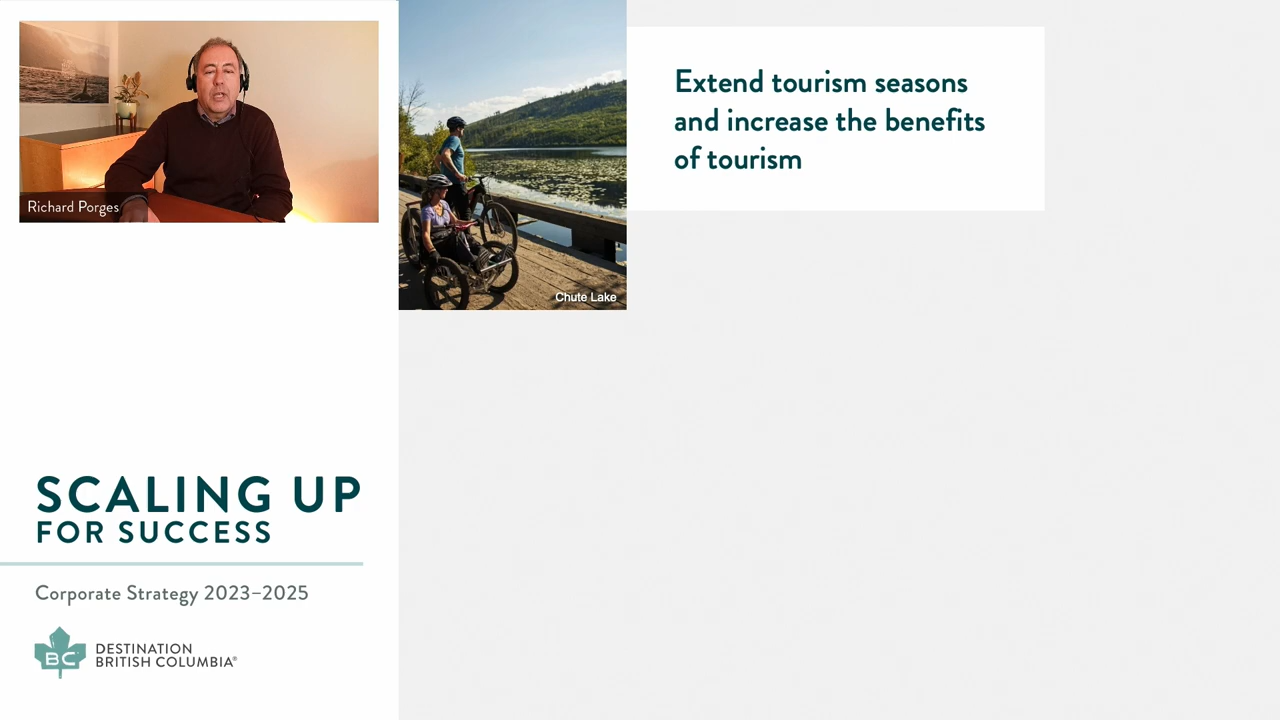 Richard Porges
Chute Lake
Extend tourism seasons
and increase the benefits
of tourism
SCALING UP
FOR SUCCESS
Corporate Strategy 2023–2025
BC
DESTINATION
BRITISH COLUMBIA®